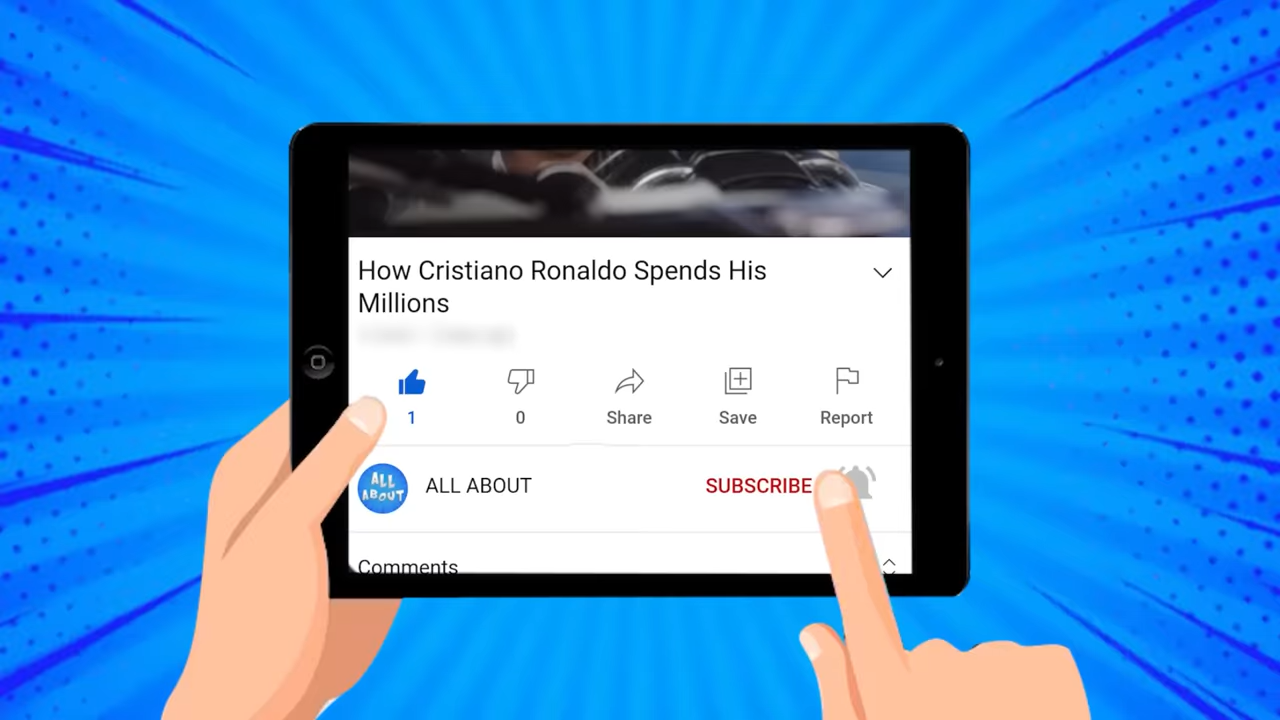 How Cristiano Ronaldo Spends His
Millions
1
0
Share
Save
Report
ALL
ABOUT
ALL ABOUT
SUBSCRIBE
Comments